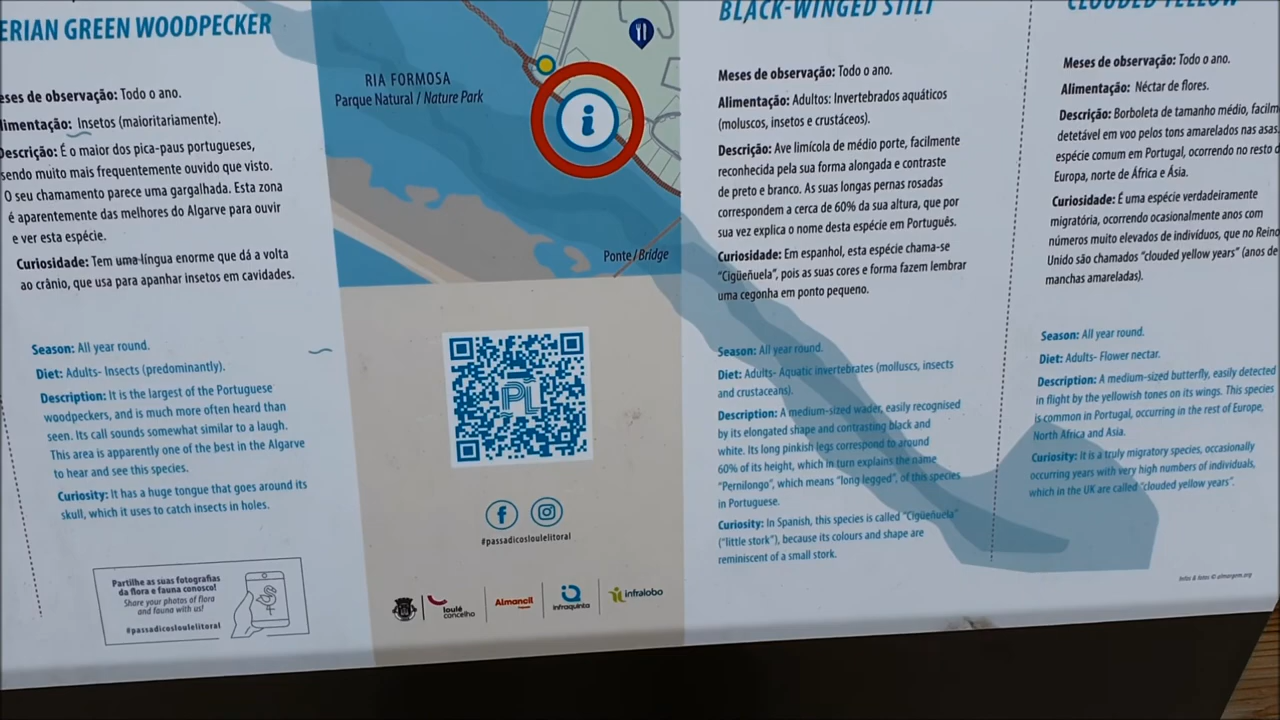 ERIAN GREEN WOODPECKER
eses de observação: Todo o ano.
limentação: Insetos (maioritariamente).
Descrição: É o maior dos pica-paus portugueses,
sendo muito mais frequentemente ouvido que visto.
O seu chamamento parece uma gargalhada. Esta zona
é aparentemente das melhores do Algarve para ouvir
e ver esta espécie.
Curiosidade: Tem uma língua enorme que dá a volta
ao crânio, que usa para apanhar insetos em cavidades.
Season: All year round.
Diet: Adults- Insects (predominantly).
Description: It is the largest of the Portuguese
woodpeckers, and is much more often heard than
seen. Its call sounds somewhat similar to a laugh.
This area is apparently one of the best in the Algarve
to hear and see this species.
Curiosity: It has a huge tongue that goes around its
skull, which it uses to catch insects in holes.
Partilhe as suas fotografias
da flora e fauna conosco!
Share your photos of flora
and fauna with us!
#passadicosloulelitoral
RIA FORMOSA
Parque Natural / Nature Park
i
Ponte / Bridge
PL
#passadicosloulelitoral
loulé
concelho
Almancil
infraquinta
infralobo
BLACK-WINGED STILT
Meses de observação: Todo o ano.
Alimentação: Adultos: Invertebrados aquáticos
(moluscos, insetos e crustáceos).
Descrição: Ave limícola de médio porte, facilmente
reconhecida pela sua forma alongada e contraste
de preto e branco. As suas longas pernas rosadas
correspondem a cerca de 60% da sua altura, que por
sua vez explica o nome desta espécie em Português.
Curiosidade: Em espanhol, esta espécie chama-se
"Cigüeñuela", pois as suas cores e forma fazem lembrar
uma cegonha em ponto pequeno.
Season: All year round.
Diet: Adults- Aquatic invertebrates (molluscs, insects
and crustaceans).
Description: A medium-sized wader, easily recognised
by its elongated shape and contrasting black and
white. Its long pinkish legs correspond to around
60% of its height, which in turn explains the name
"Pernilongo", which means "long legged", of this species
in Portuguese.
Curiosity: In Spanish, this species is called "Cigüeñuela"
("little stork"), because its colours and shape are
reminiscent of a small stork.
CLOUDED YELLOW
Meses de observação: Todo o ano.
Alimentação: Néctar de flores.
Descrição: Borboleta de tamanho médio, facilm
detetável em voo pelos tons amarelados nas asas
espécie comum em Portugal, ocorrendo no resto d
Europa, norte de África e Ásia.
Curiosidade: É uma espécie verdadeiramente
migratória, ocorrendo ocasionalmente anos com
números muito elevados de indivíduos, que no Reino
Unido são chamados "clouded yellow years" (anos de
manchas amareladas).
Season: All year round.
Diet: Adults- Flower nectar.
Description: A medium-sized butterfly, easily detected
in flight by the yellowish tones on its wings. This species
is common in Portugal, occurring in the rest of Europe,
North Africa and Asia.
Curiosity: It is a truly migratory species, occasionally
occurring years with very high numbers of individuals,
which in the UK are called "clouded yellow years".
© almargem.org